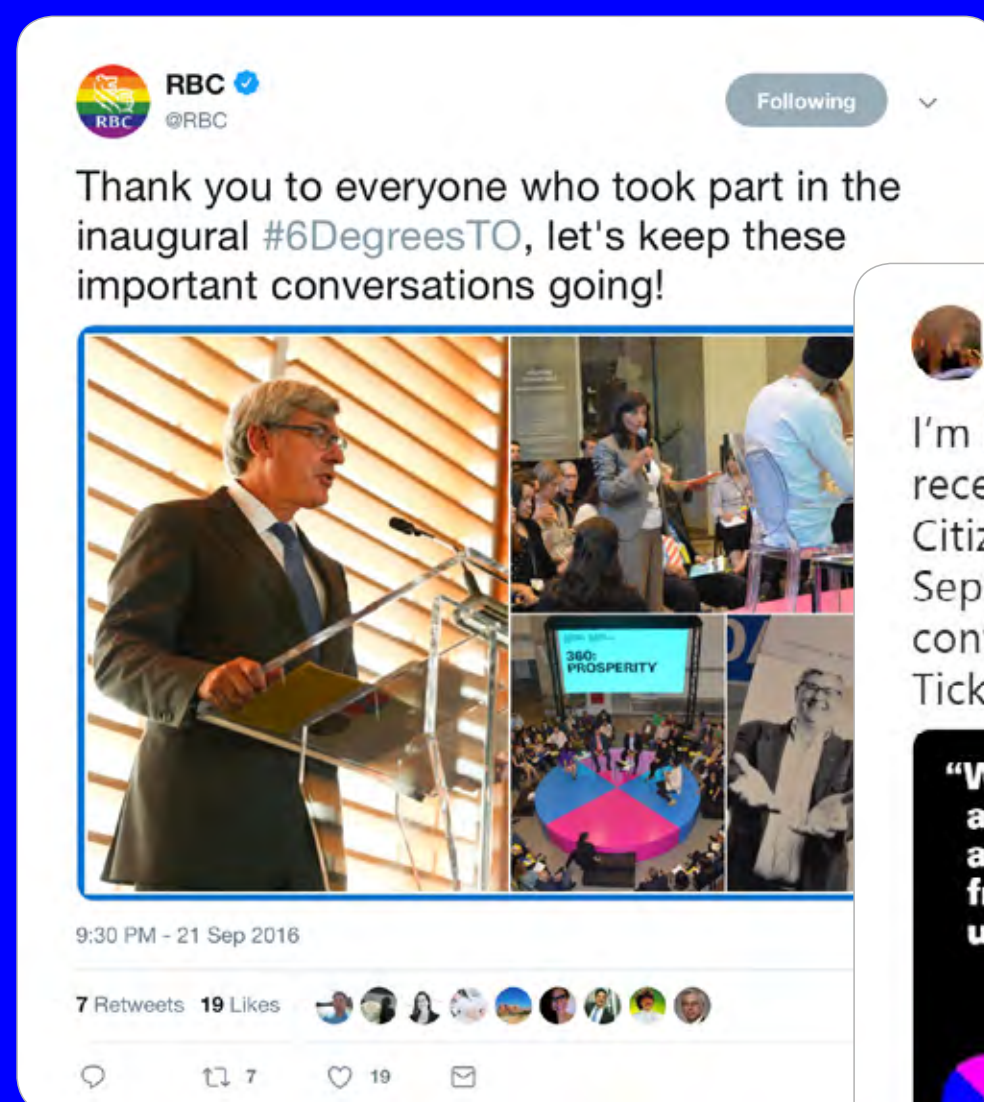 RBC
RBC
@RBC
Following
Thank you to everyone who took part in the
inaugural #6DegreesTO, let's keep these
important conversations going!
360:
PROSPERITY
9:30 PM - 21 Sep 2016
7 Retweets 19 Likes
7 19
I'm
rece
Citiz
Sep
Tick
"W
a
a
f
u